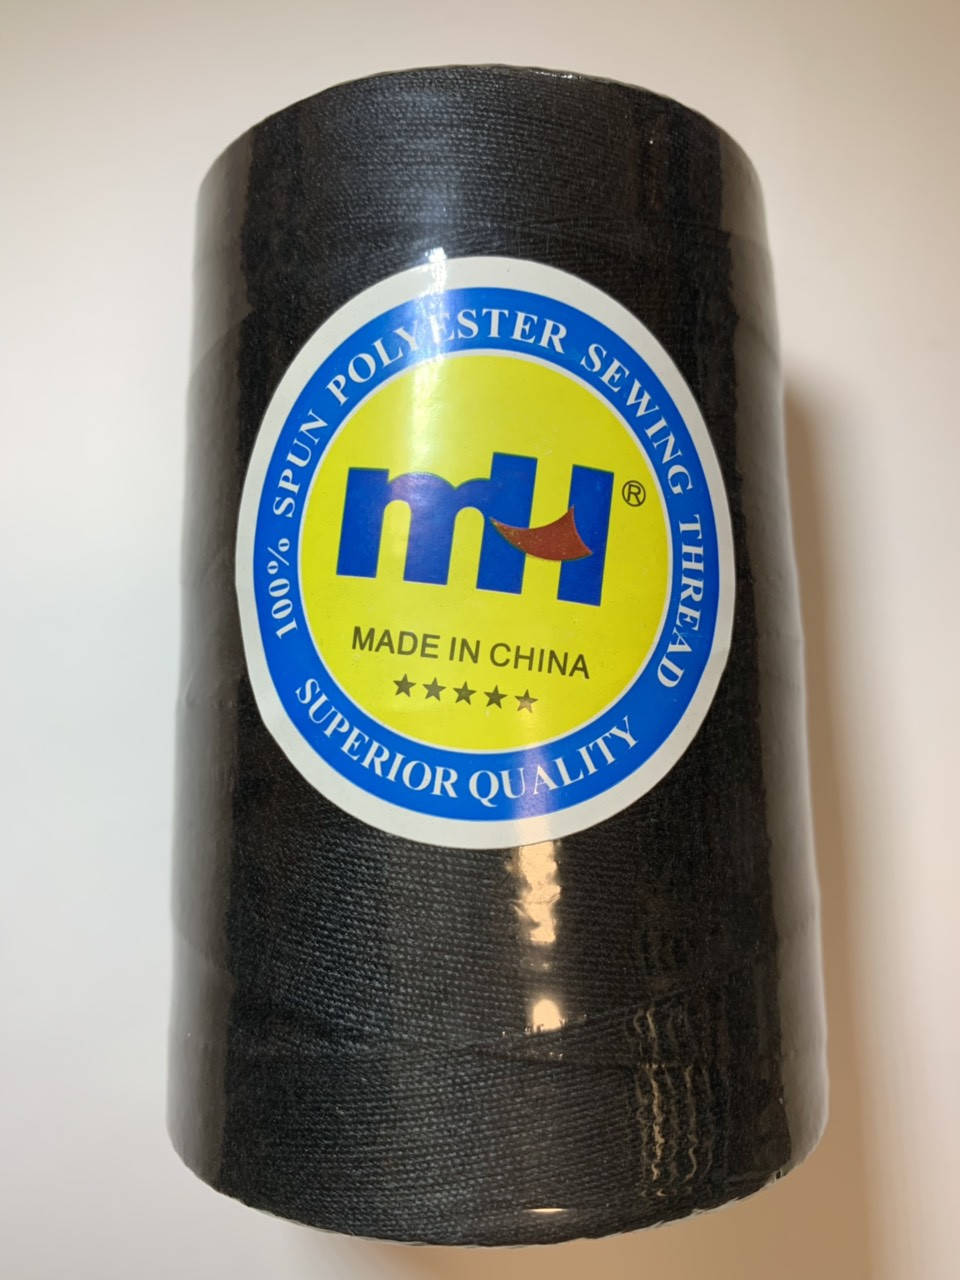 100% SPUN POLYESTER SEWING THREAD
mH®
MADE IN CHINA
★★★★★
SUPERIOR QUALITY